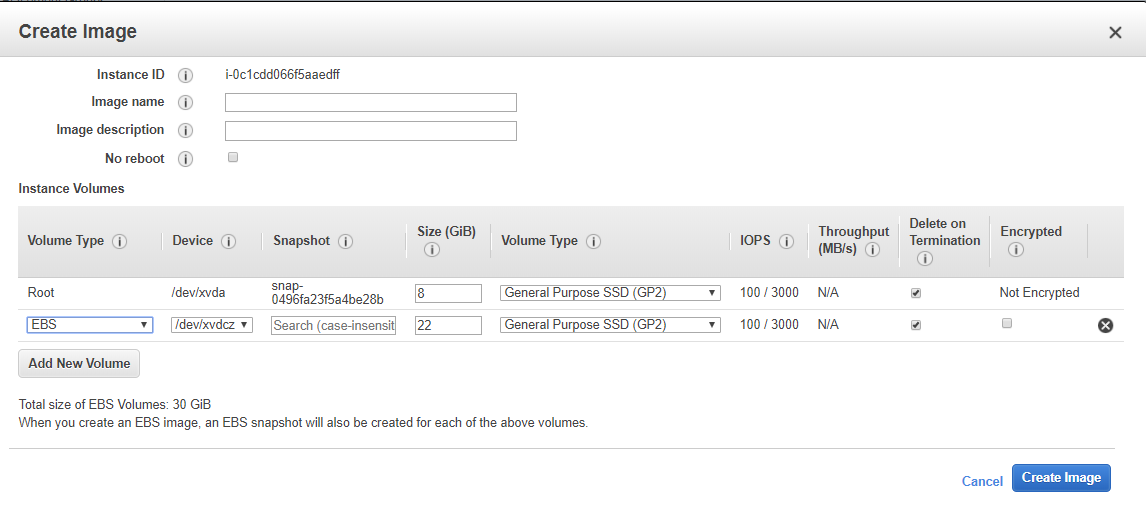 Create Image
Instance ID i-0c1cdd066f5aaedff
Image name
Image description
No reboot
Instance Volumes
Volume Type Device Snapshot Size (GiB) Volume Type IOPS Throughput (MB/s) Delete on Termination Encrypted
Root /dev/xvda snap-0496fa23f5a4be28b 8 General Purpose SSD (GP2) 100 / 3000 N/A Not Encrypted
EBS /dev/xvdcz Search (case-insensit 22 General Purpose SSD (GP2) 100 / 3000 N/A
Add New Volume
Total size of EBS Volumes: 30 GiB
When you create an EBS image, an EBS snapshot will also be created for each of the above volumes.
Cancel Create Image